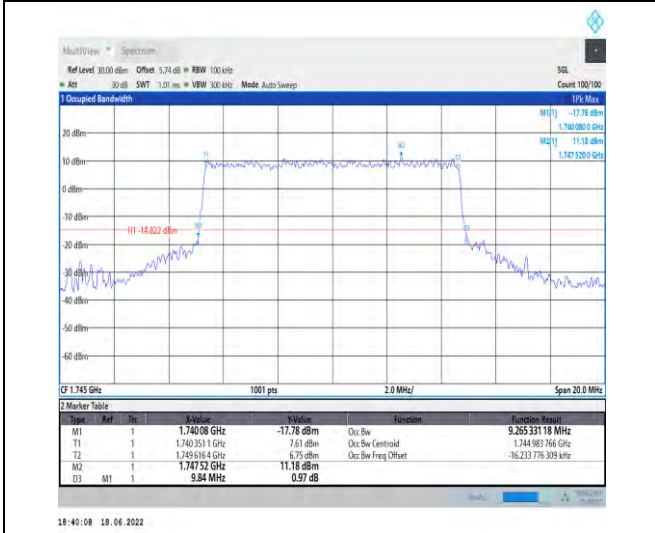 MultiView Spectrum
Ref Level 30.00 dBm Offset 5.74 dB RBW 100 kHz SGL
Att 30 dB SWT 1.01 ms VBW 300 kHz Mode Auto Sweep Count 100/100
1 Occupied Bandwidth 1Pk Max
M1[1] -17.78 dBm
1.740 080 0 GHz
20 dBm M2[1] 11.18 dBm
1.747 520 0 GHz
M2
T1 T2
10 dBm
0 dBm
-10 dBm
H1 -14.822 dBm
-20 dBm
-30 dBm
-40 dBm
-50 dBm
-60 dBm
CF 1.745 GHz 1001 pts 2.0 MHz/ Span 20.0 MHz
2 Marker Table
Type Ref Trc X-Value Y-Value Function Function Result
M1 1 1.740 08 GHz -17.78 dBm Occ Bw 9.265 331 18 MHz
T1 1 1.740 351 1 GHz 7.61 dBm Occ Bw Centroid 1.744 983 766 GHz
T2 1 1.749 616 4 GHz 6.75 dBm Occ Bw Freq Offset -16.233 776 309 kHz
M2 1 1.747 52 GHz 11.18 dBm
D3 M1 1 9.84 MHz 0.97 dB
18:40:08 18.06.2022